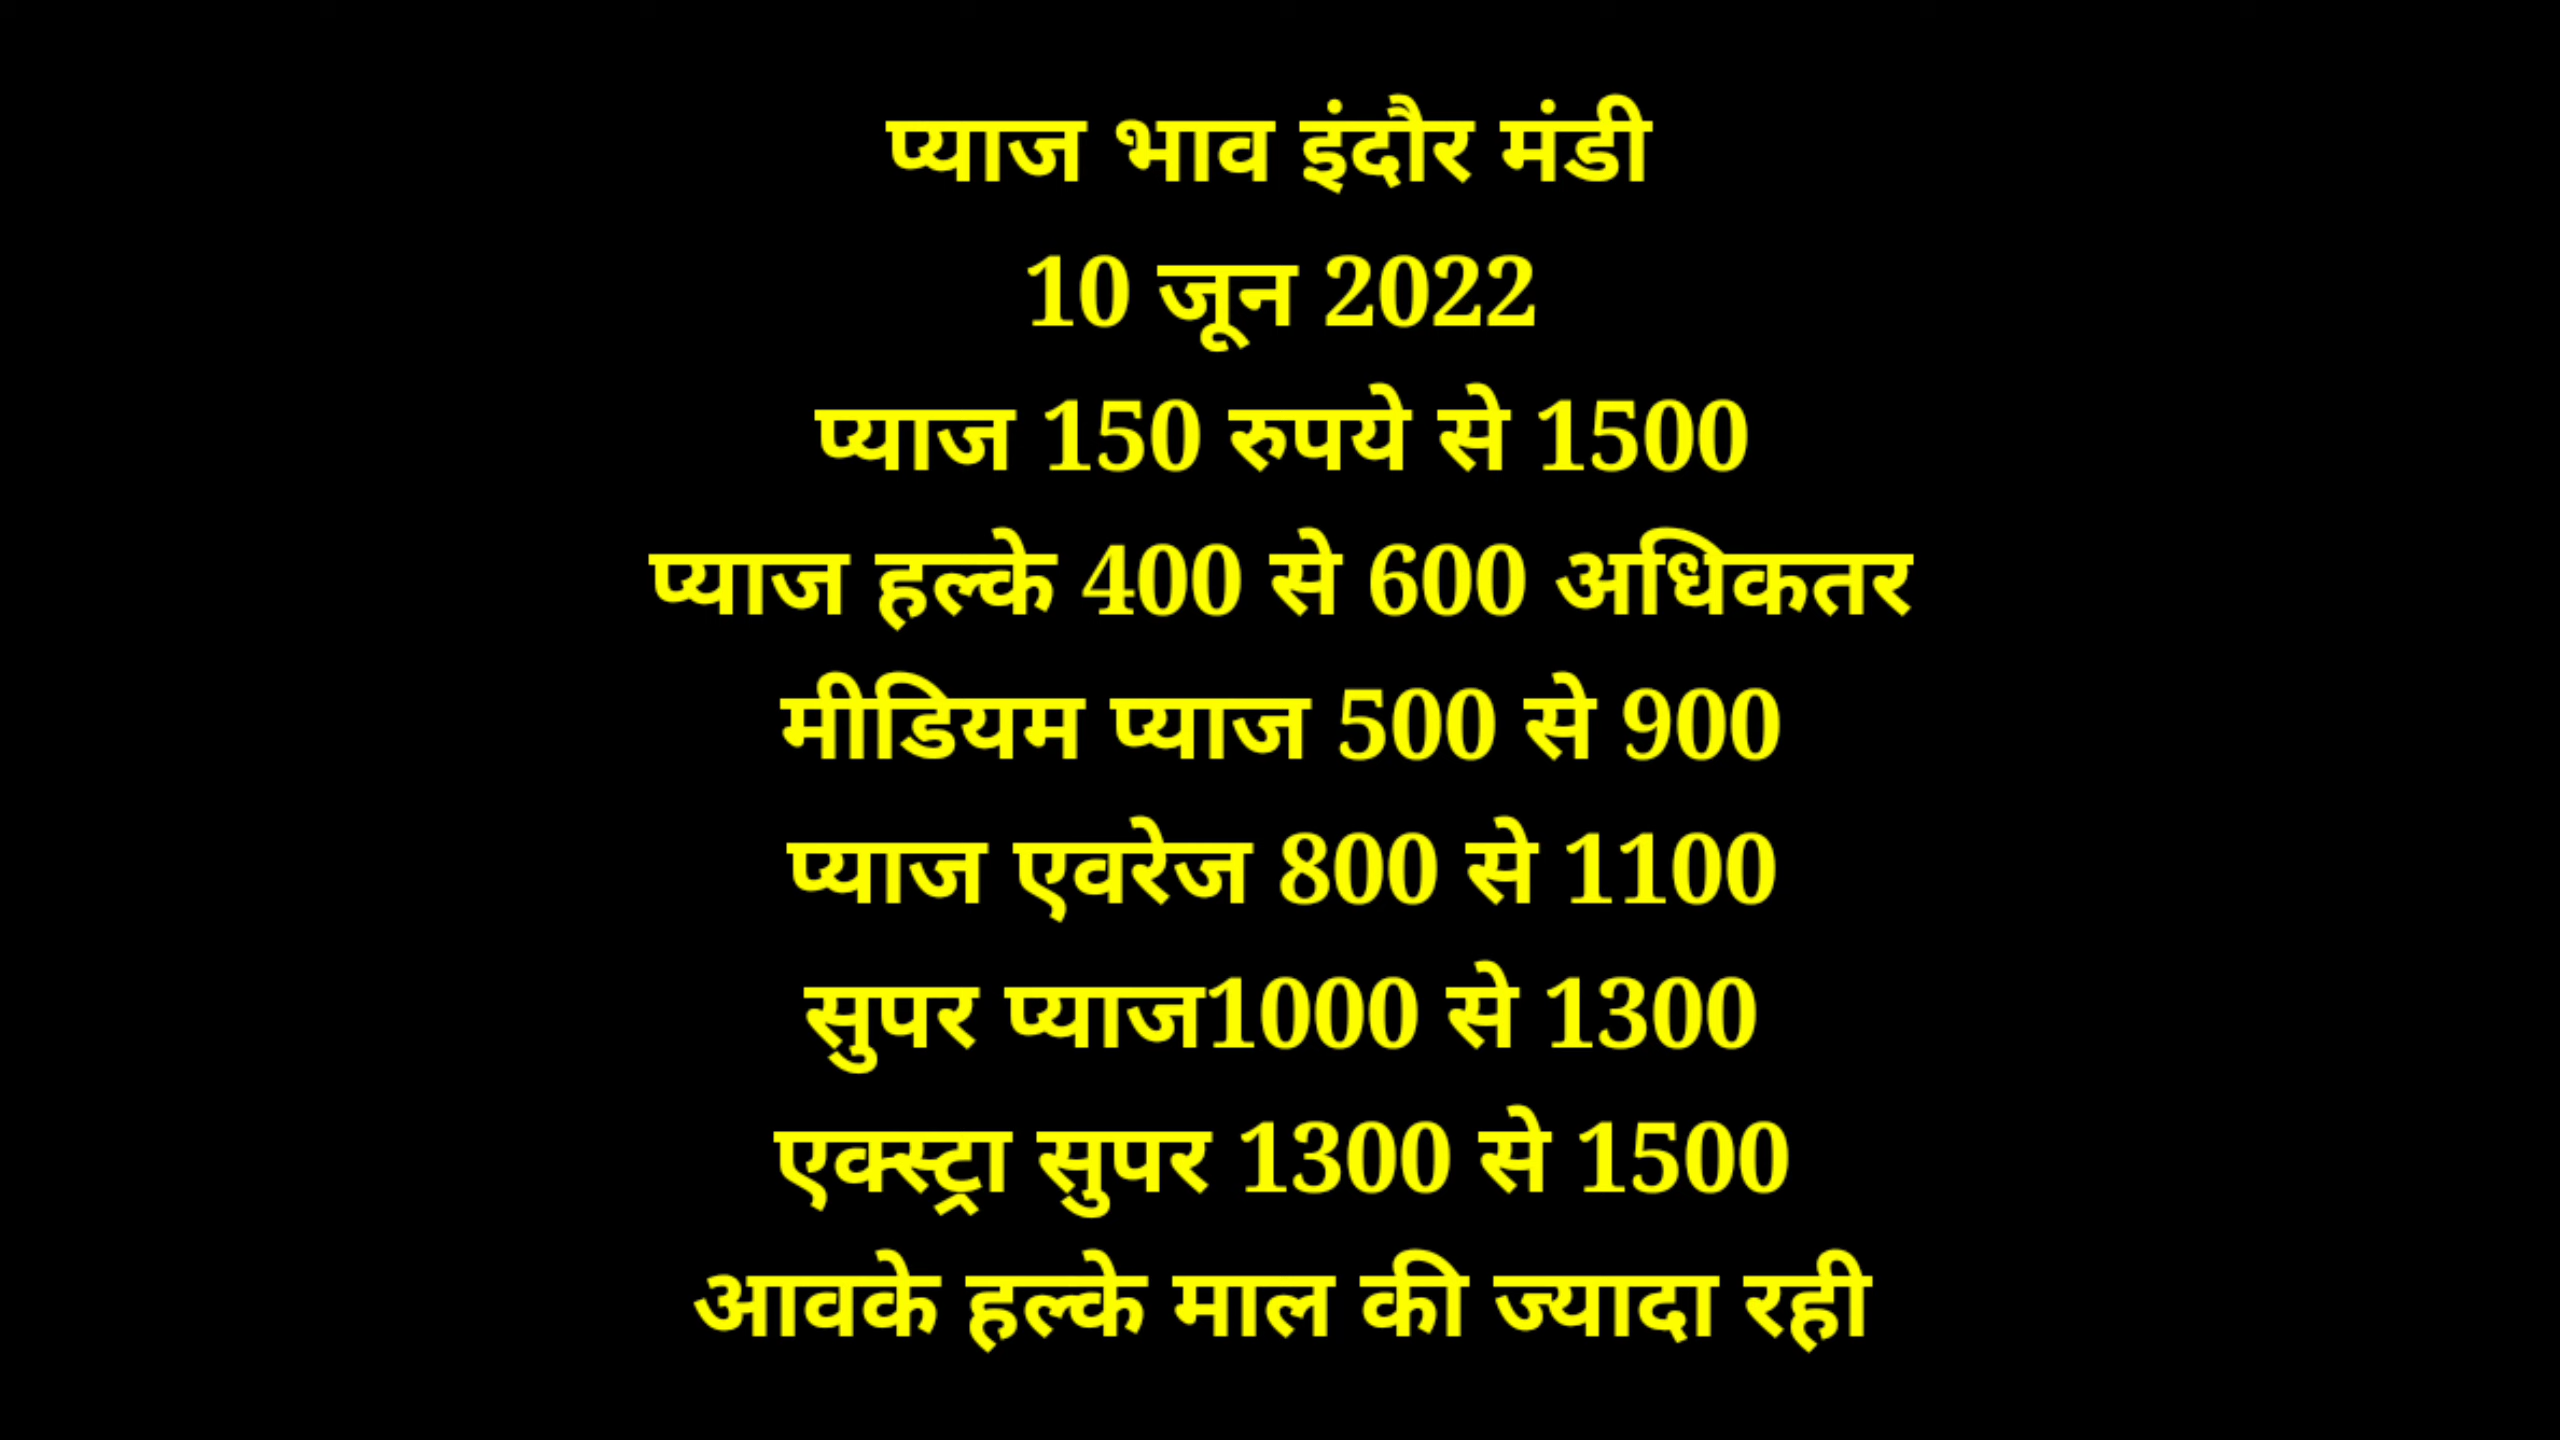 प्याज भाव इंदौर मंडी
10 जून 2022
प्याज 150 रुपये से 1500
प्याज हल्के 400 से 600 अधिकतर
मीडियम प्याज 500 से 900
प्याज एवरेज 800 से 1100
सुपर प्याज1000 से 1300
एक्स्ट्रा सुपर 1300 से 1500
आवके हल्के माल की ज्यादा रही